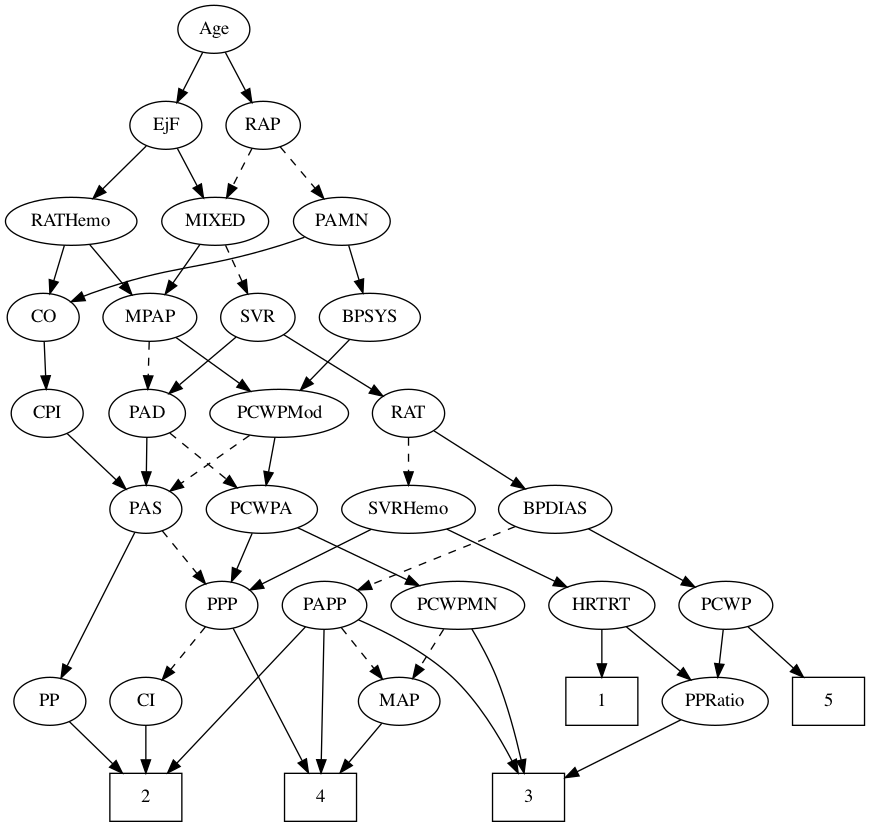 Age
EjF
RAP
RATHemo
MIXED
PAMN
CO
MPAP
SVR
BPSYS
CPI
PAD
PCWPMod
RAT
PAS
PCWPA
SVRHemo
BPDIAS
PPP
PAPP
PCWPMN
HRTRT
PCWP
PP
CI
MAP
1
PPRatio
5
2
4
3